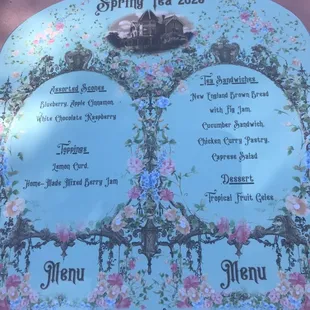 Spring Tea 2026
Assorted Scones
Blueberry, Apple Cinnamon,
White Chocolate Raspberry
Toppings
Lemon Curd,
Home-Made Mixed Berry Jam
Menu
Tea Sandwiches
New England Brown Bread
with Fig Jam,
Cucumber Sandwich,
Chicken Curry Pastry,
Caprese Salad
Dessert
Tropical Fruit Gelee
Menu